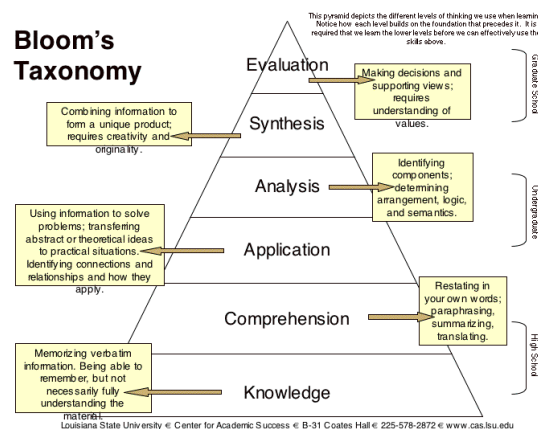 This pyramid depicts the different levels of thinking we use when learnin
Notice how each level builds on the foundation that precedes it. It is
required that we learn the lower levels before we can effectively use the
skills above.
Bloom's
Taxonomy
Evaluation
Making decisions and
supporting views;
requires
understanding of
values.
Graduate School
Combining information to
form a unique product;
requires creativity and
originality.
Synthesis
Analysis
Identifying
components;
determining
arrangement, logic,
and semantics.
Undergraduate
Using information to solve
problems; transferring
abstract or theoretical ideas
to practical situations.
Identifying connections and
relationships and how they
apply.
Application
Restating in
your own words;
paraphrasing,
summarizing,
translating.
Comprehension
High School
Memorizing verbatim
information. Being able to
remember, but not
necessarily fully
understanding the
material.
Knowledge
Louisiana State University ∈ Center for Academic Success ∈ B-31 Coates Hall ∈ 225-578-2872 ∈ www.cas.lsu.edu